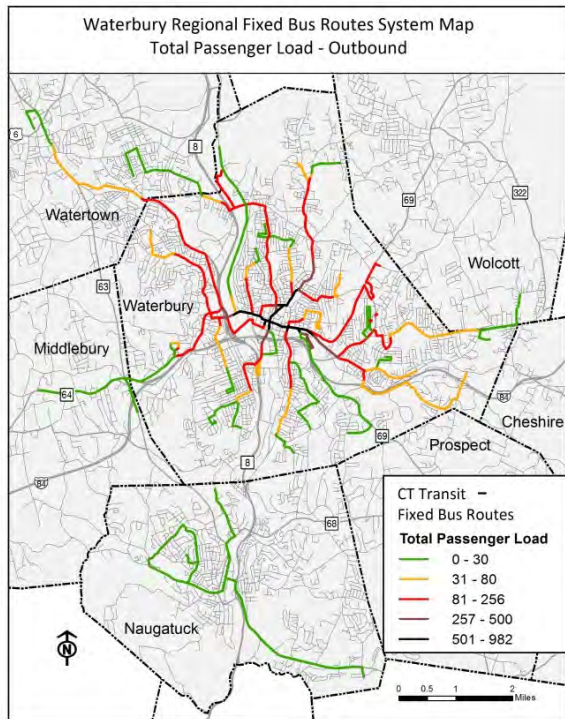 Waterbury Regional Fixed Bus Routes System Map
Total Passenger Load - Outbound
6
8
69
322
Watertown
Wolcott
63
Waterbury
Middlebury
64
84
Cheshire
69
Prospect
84
8
68
Naugatuck
N
CT Transit
Fixed Bus Routes
Total Passenger Load
0 - 30
31 - 80
81 - 256
257 - 500
501 - 982
0 0.5 1 2
Miles